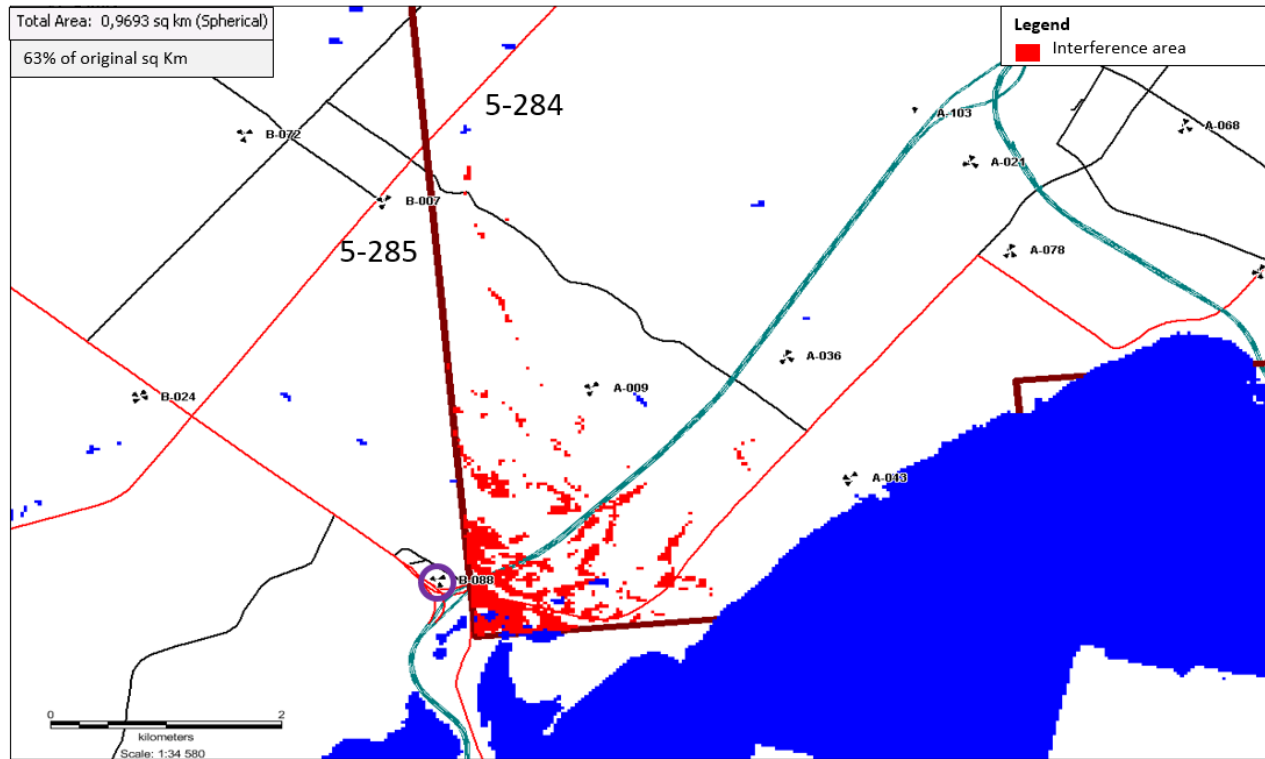 Total Area: 0,9693 sq km (Spherical)
63% of original sq Km
Legend
Interference area
5-284
A-103
A-068
B-072
A-021
B-007
5-285
A-078
A-036
A-009
B-024
A-043
B-088
0 2
kilometers
Scale: 1:34 580